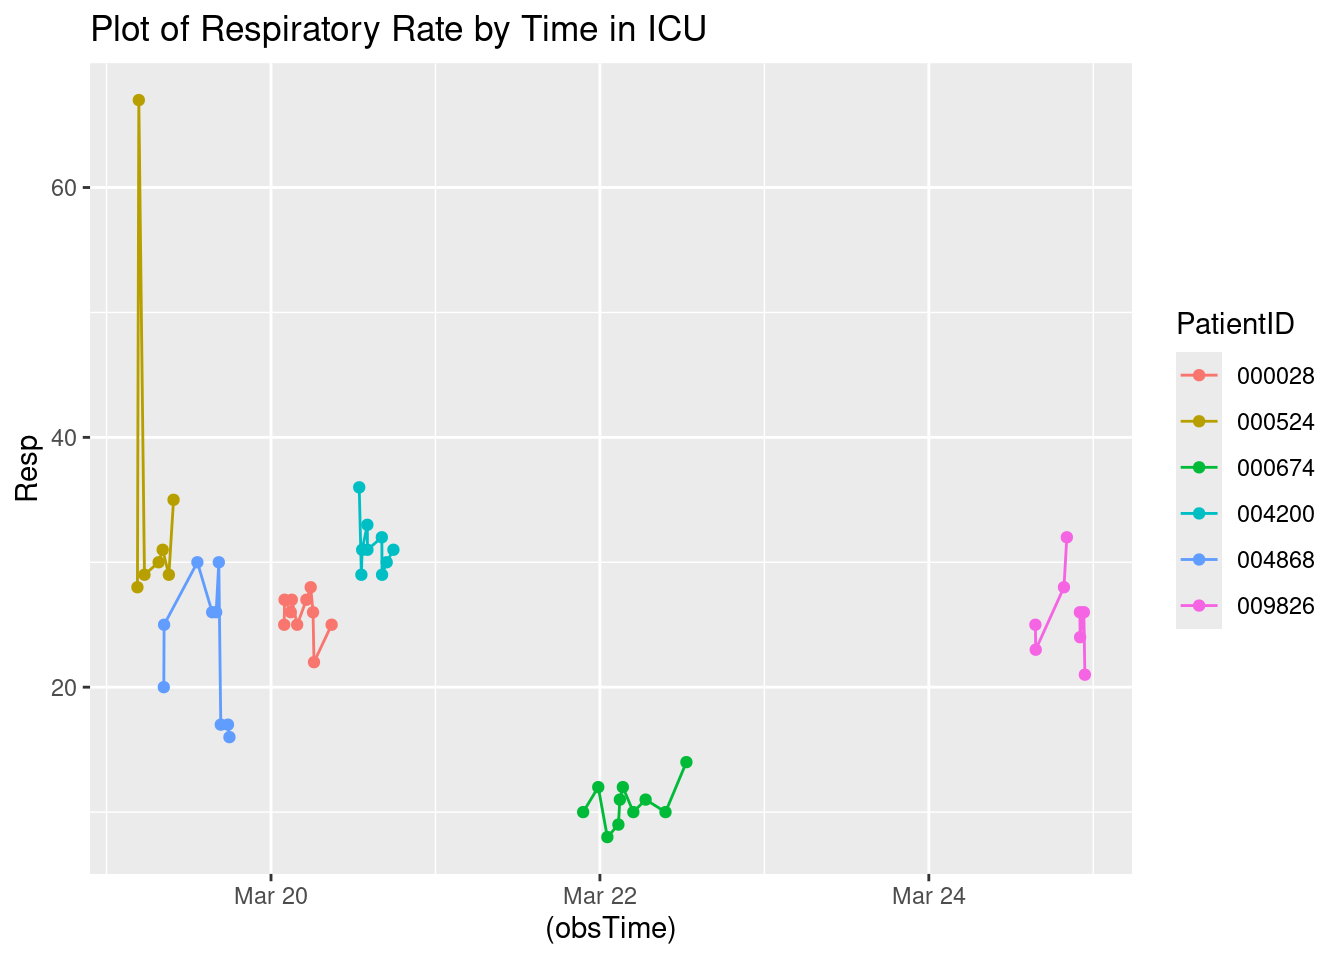 Plot of Respiratory Rate by Time in ICU
60
40
20
Resp
Mar 20
Mar 22
Mar 24
(obsTime)
PatientID
000028
000524
000674
004200
004868
009826